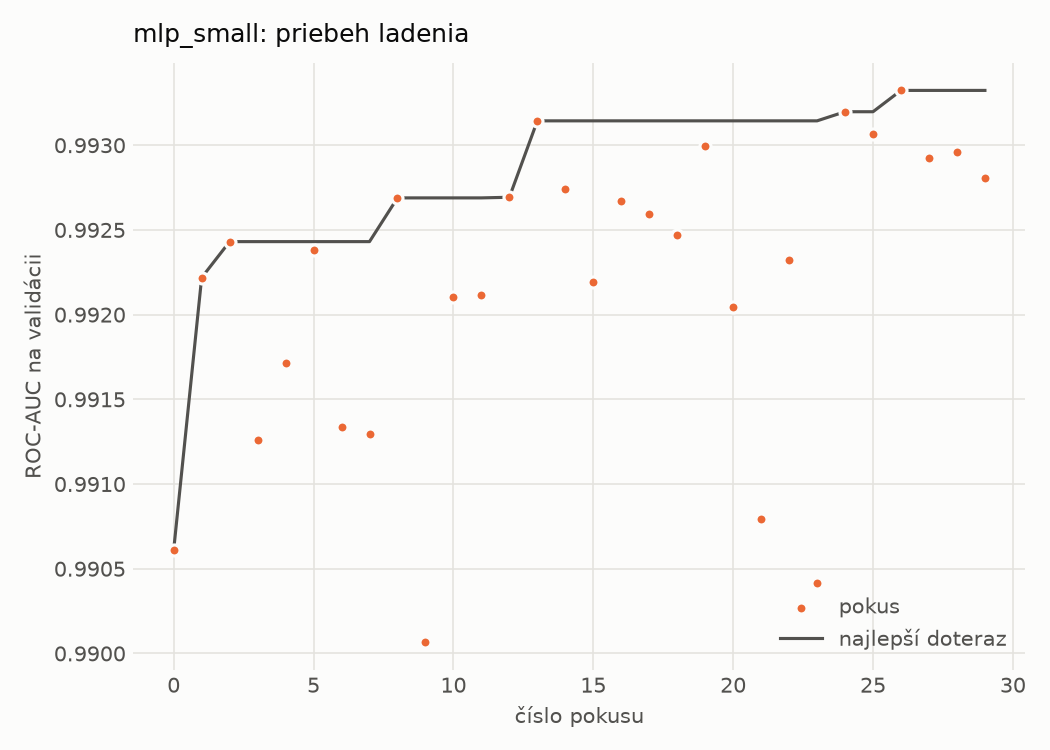 mlp_small: priebeh ladenia
ROC-AUC na validácii
0.9930
0.9925
0.9920
0.9915
0.9910
0.9905
0.9900
pokus
najlepší doteraz
0 5 10 15 20 25 30
číslo pokusu